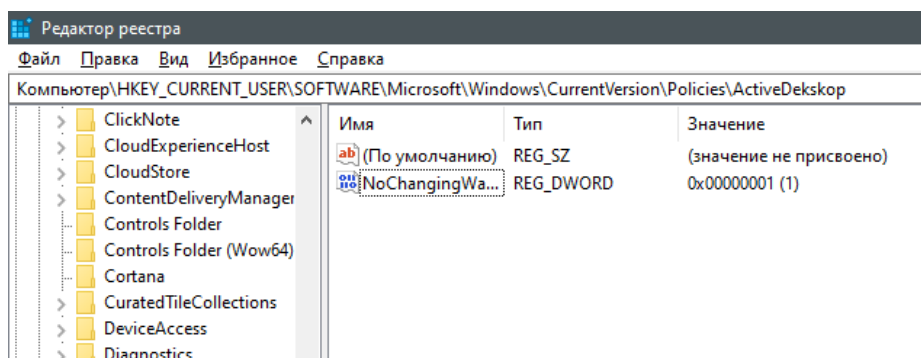 Редактор реестра
Файл Правка Вид Избранное Справка
Компьютер\HKEY_CURRENT_USER\SOFTWARE\Microsoft\Windows\CurrentVersion\Policies\ActiveDekskop
ClickNote
CloudExperienceHost
CloudStore
ContentDeliveryManager
Controls Folder
Controls Folder (Wow64)
Cortana
CuratedTileCollections
DeviceAccess
Diagnostics
Имя Тип Значение
(По умолчанию) REG_SZ (значение не присвоено)
NoChangingWa... REG_DWORD 0x00000001 (1)